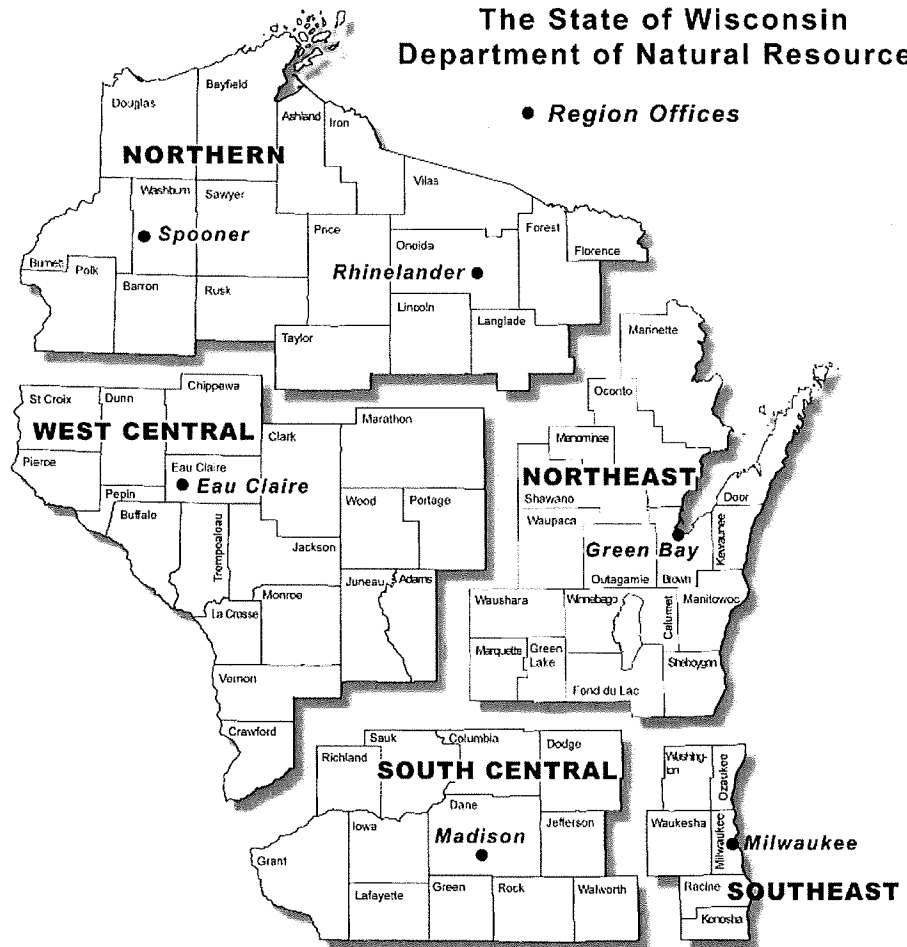 The State of Wisconsin
Department of Natural Resource
● Region Offices
Bayfield
Douglas
Ashland
Iron
NORTHERN
Vilas
Washburn
Sawyer
Spooner
Price
Oneida
Forest
Florence
Rhinelander
Burnett
Polk
Barron
Rusk
Lincoln
Langlade
Taylor
Marinette
Chippewa
St Croix
Dunn
Oconto
Marathon
Clark
WEST CENTRAL
Menominee
Pierce
Eau Claire
Eau Claire
NORTHEAST
Pepin
Buffalo
Wood
Portage
Shawano
Door
Waupaca
Trempealeau
Kewaunee
Jackson
Green Bay
Outagamie
Brown
Juneau
Adams
Monroe
La Crosse
Waushara
Winnebago
Calumet
Manitowoc
Marquette
Green
Lake
Sheboygan
Vernon
Fond du Lac
Crawford
Sauk
Columbia
Dodge
Richland
Washing-
ton
Ozaukee
SOUTH CENTRAL
Dane
Iowa
Jefferson
Waukesha
Milwaukee
Madison
Milwaukee
Grant
Lafayette
Green
Rock
Walworth
Racine
SOUTHEAST
Kenosha